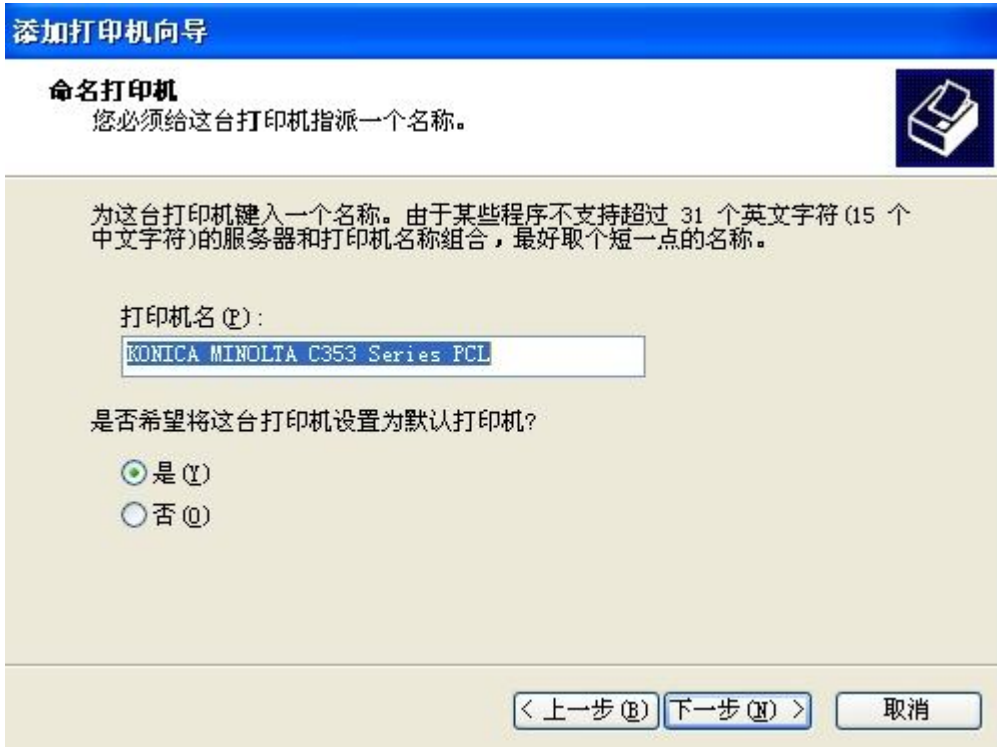 添加打印机向导
命名打印机
您必须给这台打印机指派一个名称。
为这台打印机键入一个名称。由于某些程序不支持超过 31 个英文字符(15 个
中文字符)的服务器和打印机名称组合，最好取个短一点的名称。
打印机名(P):
KONICA MINOLTA C353 Series PCL
是否希望将这台打印机设置为默认打印机?
是(Y)
否(O)
< 上一步(B) 下一步(N) > 取消